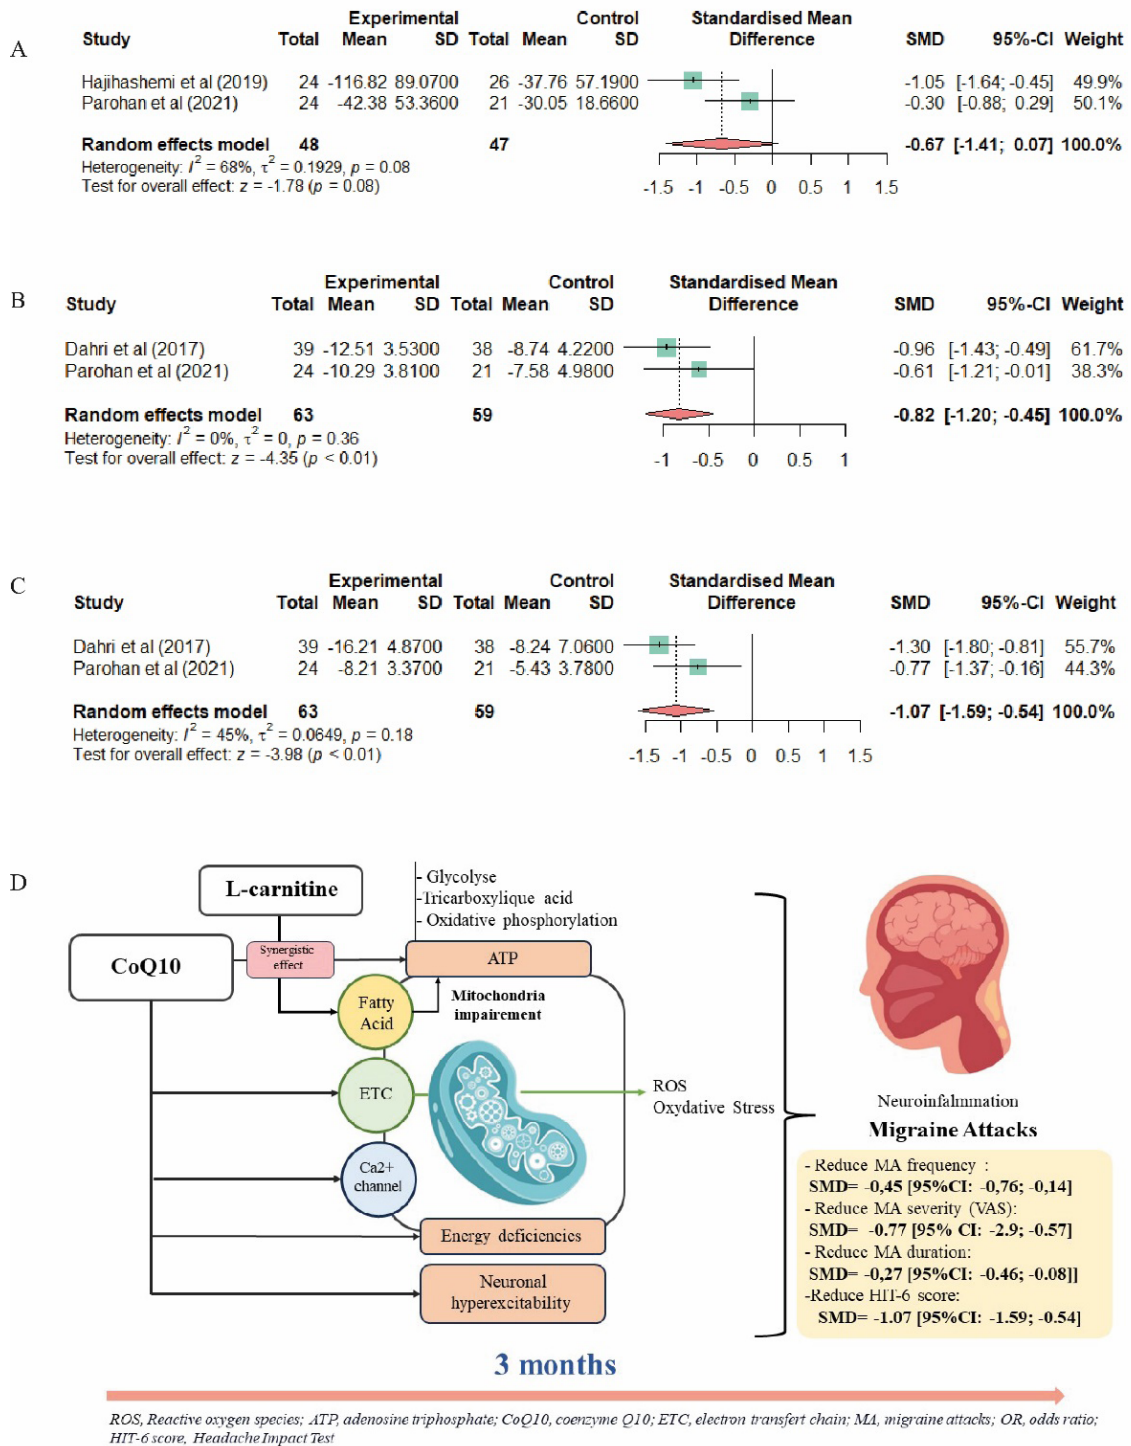 A
Experimental Control Standardised Mean
Study Total Mean SD Total Mean SD Difference SMD 95%-CI Weight
Hajihashemi et al (2019) 24 -116.82 89.0700 26 -37.76 57.1900 -1.05 [-1.64; -0.45] 49.9%
Parohan et al (2021) 24 -42.38 53.3600 21 -30.05 18.6600 -0.30 [-0.88; 0.29] 50.1%
Random effects model 48 47 -0.67 [-1.41; 0.07] 100.0%
Heterogeneity: I² = 68%, τ² = 0.1929, p = 0.08
Test for overall effect: z = -1.78 (p = 0.08)
-1.5 -1 -0.5 0 0.5 1 1.5
B
Experimental Control Standardised Mean
Study Total Mean SD Total Mean SD Difference SMD 95%-CI Weight
Dahri et al (2017) 39 -12.51 3.5300 38 -8.74 4.2200 -0.96 [-1.43; -0.49] 61.7%
Parohan et al (2021) 24 -10.29 3.8100 21 -7.58 4.9800 -0.61 [-1.21; -0.01] 38.3%
Random effects model 63 59 -0.82 [-1.20; -0.45] 100.0%
Heterogeneity: I² = 0%, τ² = 0, p = 0.36
Test for overall effect: z = -4.35 (p < 0.01)
-1 -0.5 0 0.5 1
C
Experimental Control Standardised Mean
Study Total Mean SD Total Mean SD Difference SMD 95%-CI Weight
Dahri et al (2017) 39 -16.21 4.8700 38 -8.24 7.0600 -1.30 [-1.80; -0.81] 55.7%
Parohan et al (2021) 24 -8.21 3.3700 21 -5.43 3.7800 -0.77 [-1.37; -0.16] 44.3%
Random effects model 63 59 -1.07 [-1.59; -0.54] 100.0%
Heterogeneity: I² = 45%, τ² = 0.0649, p = 0.18
Test for overall effect: z = -3.98 (p < 0.01)
-1.5 -1 -0.5 0 0.5 1 1.5
D
L-carnitine
- Glycolyse
-Tricarboxylique acid
- Oxidative phosphorylation
CoQ10
Synergistic
effect
ATP
Fatty
Acid
Mitochondria
impairement
ETC
ROS
Oxydative Stress
Ca2+
channel
Energy deficiencies
Neuronal
hyperexcitability
Neuroinfalmnation
Migraine Attacks
- Reduce MA frequency :
SMD= -0,45 [95%CI: -0,76; -0,14]
- Reduce MA severity (VAS):
SMD= -0.77 [95% CI: -2.9; -0.57]
- Reduce MA duration:
SMD= -0,27 [95%CI: -0.46; -0.08]]
-Reduce HIT-6 score:
SMD= -1.07 [95%CI: -1.59; -0.54]
3 months
ROS, Reactive oxygen species; ATP, adenosine triphosphate; CoQ10, coenzyme Q10; ETC, electron transfert chain; MA, migraine attacks; OR, odds ratio;
HIT-6 score, Headache Impact Test